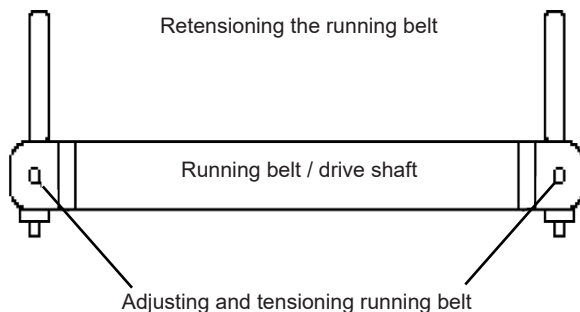 Retensioning the running belt
Running belt / drive shaft
Adjusting and tensioning running belt